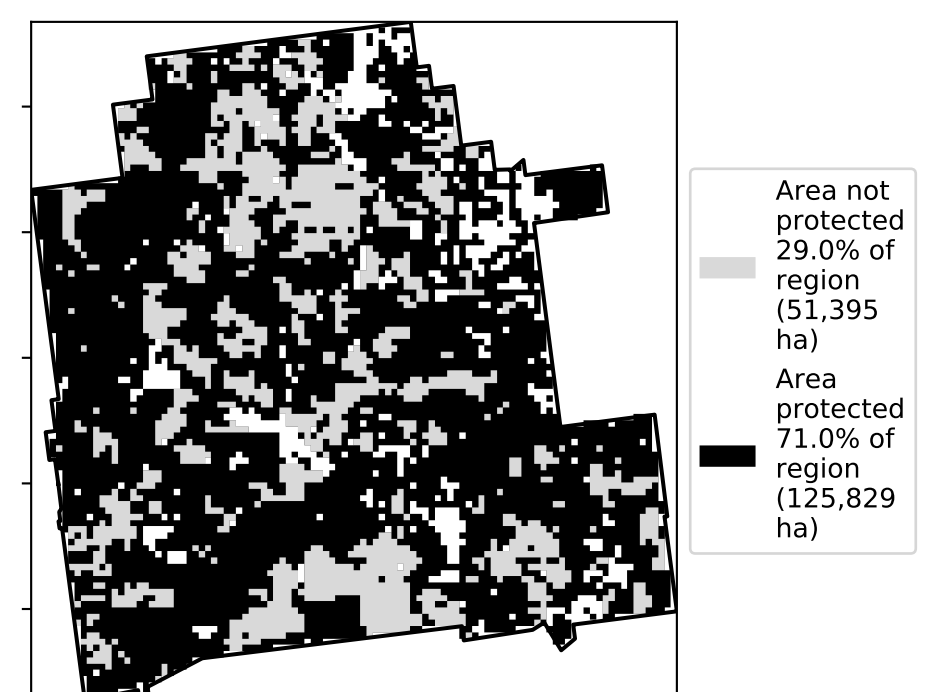 Area not
protected
29.0% of
region
(51,395
ha)
Area
protected
71.0% of
region
(125,829
ha)